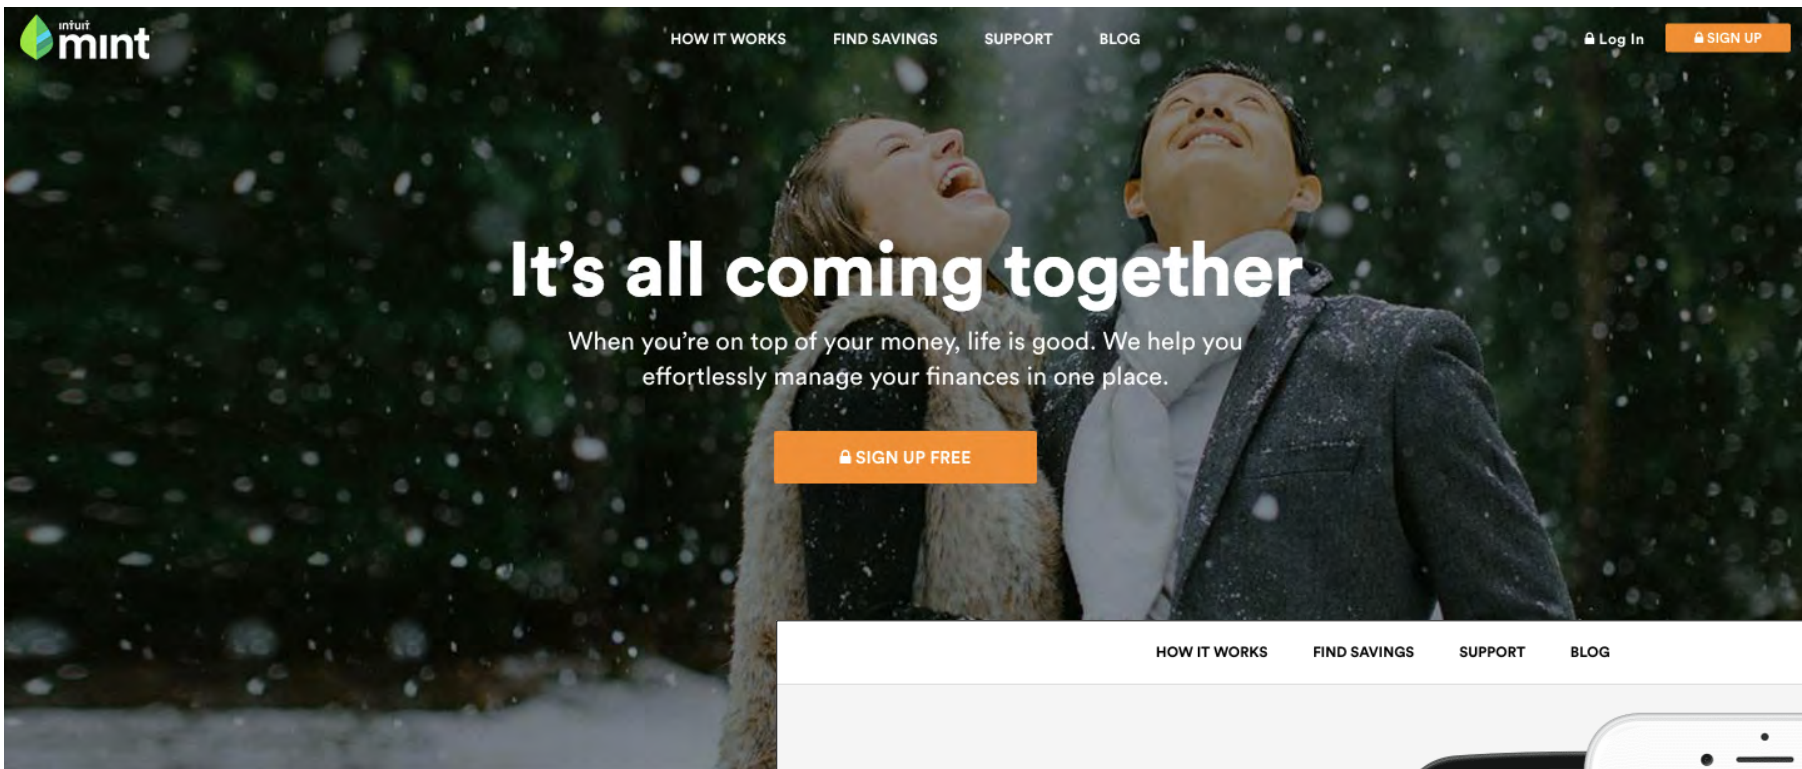 ıntuıt
mınt
HOW IT WORKS
FIND SAVINGS
SUPPORT
BLOG
Log In
SIGN UP
It's all coming together
When you're on top of your money, life is good. We help you
effortlessly manage your finances in one place.
SIGN UP FREE
HOW IT WORKS
FIND SAVINGS
SUPPORT
BLOG